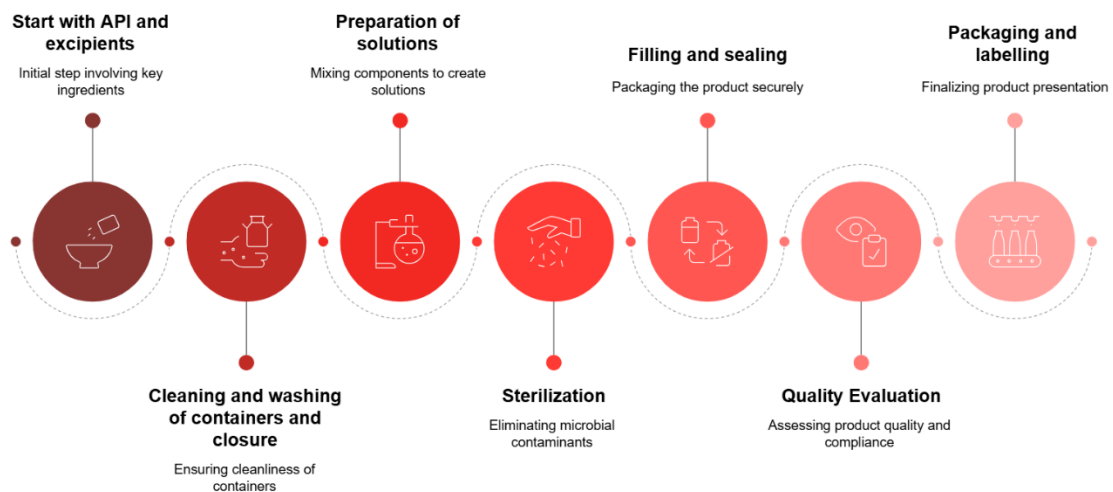 Start with API and
excipients
Initial step involving key
ingredients
Cleaning and washing
of containers and
closure
Ensuring cleanliness of
containers
Preparation of
solutions
Mixing components to create
solutions
Sterilization
Eliminating microbial
contaminants
Filling and sealing
Packaging the product securely
Quality Evaluation
Assessing product quality and
compliance
Packaging and
labelling
Finalizing product presentation